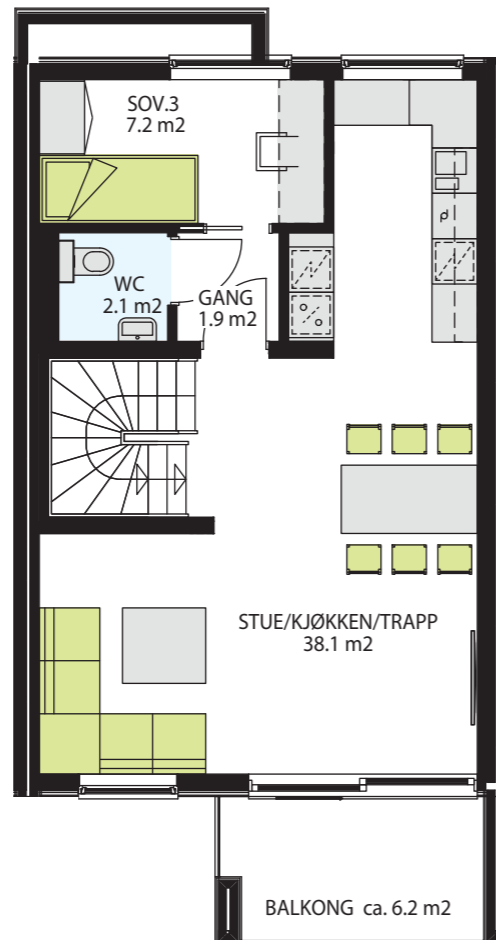 SOV.3
7.2 m2
WC
2.1 m2
GANG
1.9 m2
STUE/KJØKKEN/TRAPP
38.1 m2
BALKONG ca. 6.2 m2